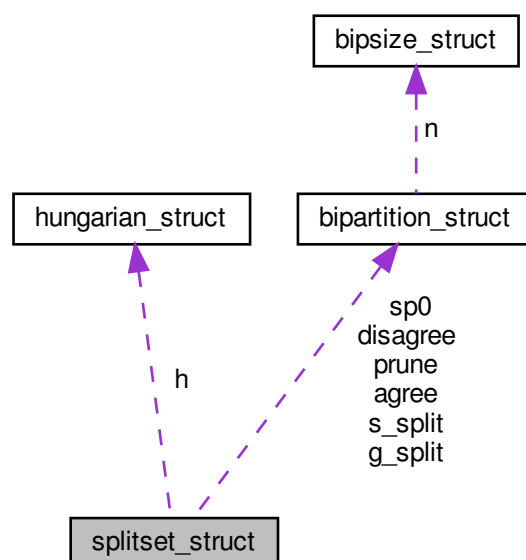 bipsize_struct
n
hungarian_struct
bipartition_struct
sp0
disagree
prune
agree
s_split
g_split
h
splitset_struct